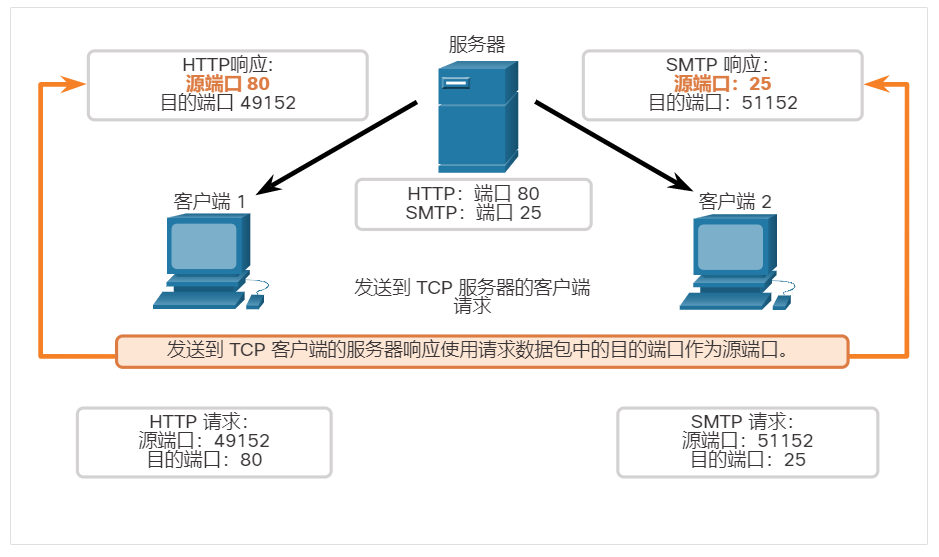 服务器
HTTP响应:
源端口 80
目的端口 49152
SMTP 响应:
源端口：25
目的端口：51152
客户端 1
HTTP：端口 80
SMTP：端口 25
客户端 2
发送到 TCP 服务器的客户端
请求
发送到 TCP 客户端的服务器响应使用请求数据包中的目的端口作为源端口。
HTTP 请求：
源端口：49152
目的端口：80
SMTP 请求：
源端口：51152
目的端口：25